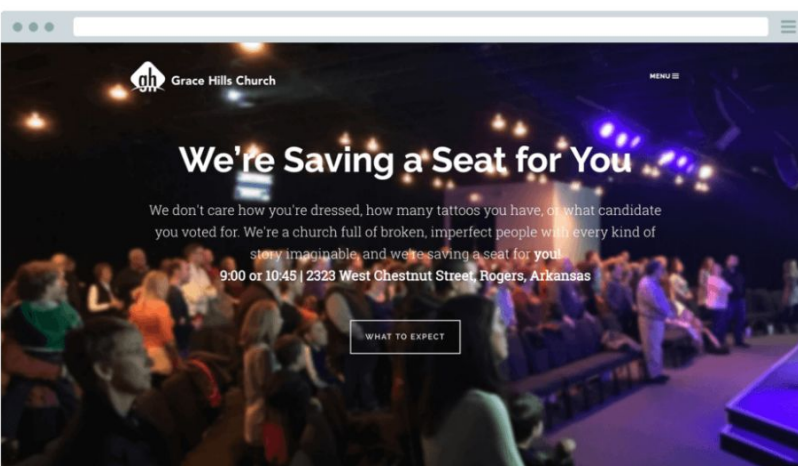 gh
Grace Hills Church
MENU
We're Saving a Seat for You
We don't care how you're dressed, how many tattoos you have, or what candidate
you voted for. We're a church full of broken, imperfect people with every kind of
story imaginable, and we're saving a seat for you!
9:00 or 10:45 | 2323 West Chestnut Street, Rogers, Arkansas
WHAT TO EXPECT